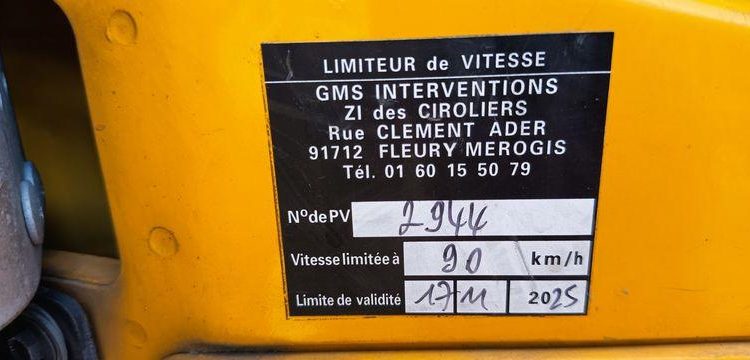 LIMITEUR de VITESSE
GMS INTERVENTIONS
ZI des CIROLIERS
Rue CLEMENT ADER
91712 FLEURY MEROGIS
Tél. 01 60 15 50 79
N° de PV 2944
Vitesse limitée à 90 km/h
Limite de validité 17 11 2025